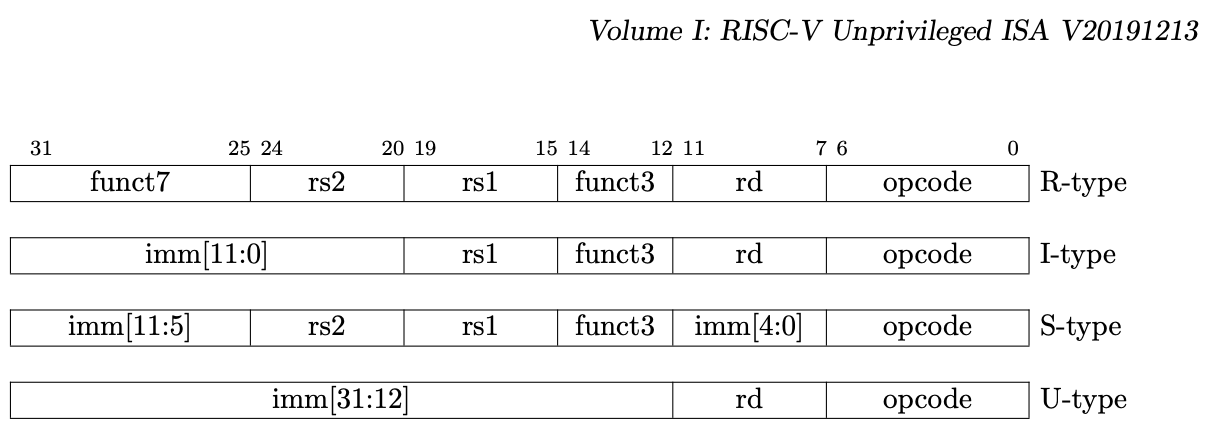 Volume I: RISC-V Unprivileged ISA V20191213
31 25 24 20 19 15 14 12 11 7 6 0
funct7 rs2 rs1 funct3 rd opcode R-type
imm[11:0] rs1 funct3 rd opcode I-type
imm[11:5] rs2 rs1 funct3 imm[4:0] opcode S-type
imm[31:12] rd opcode U-type